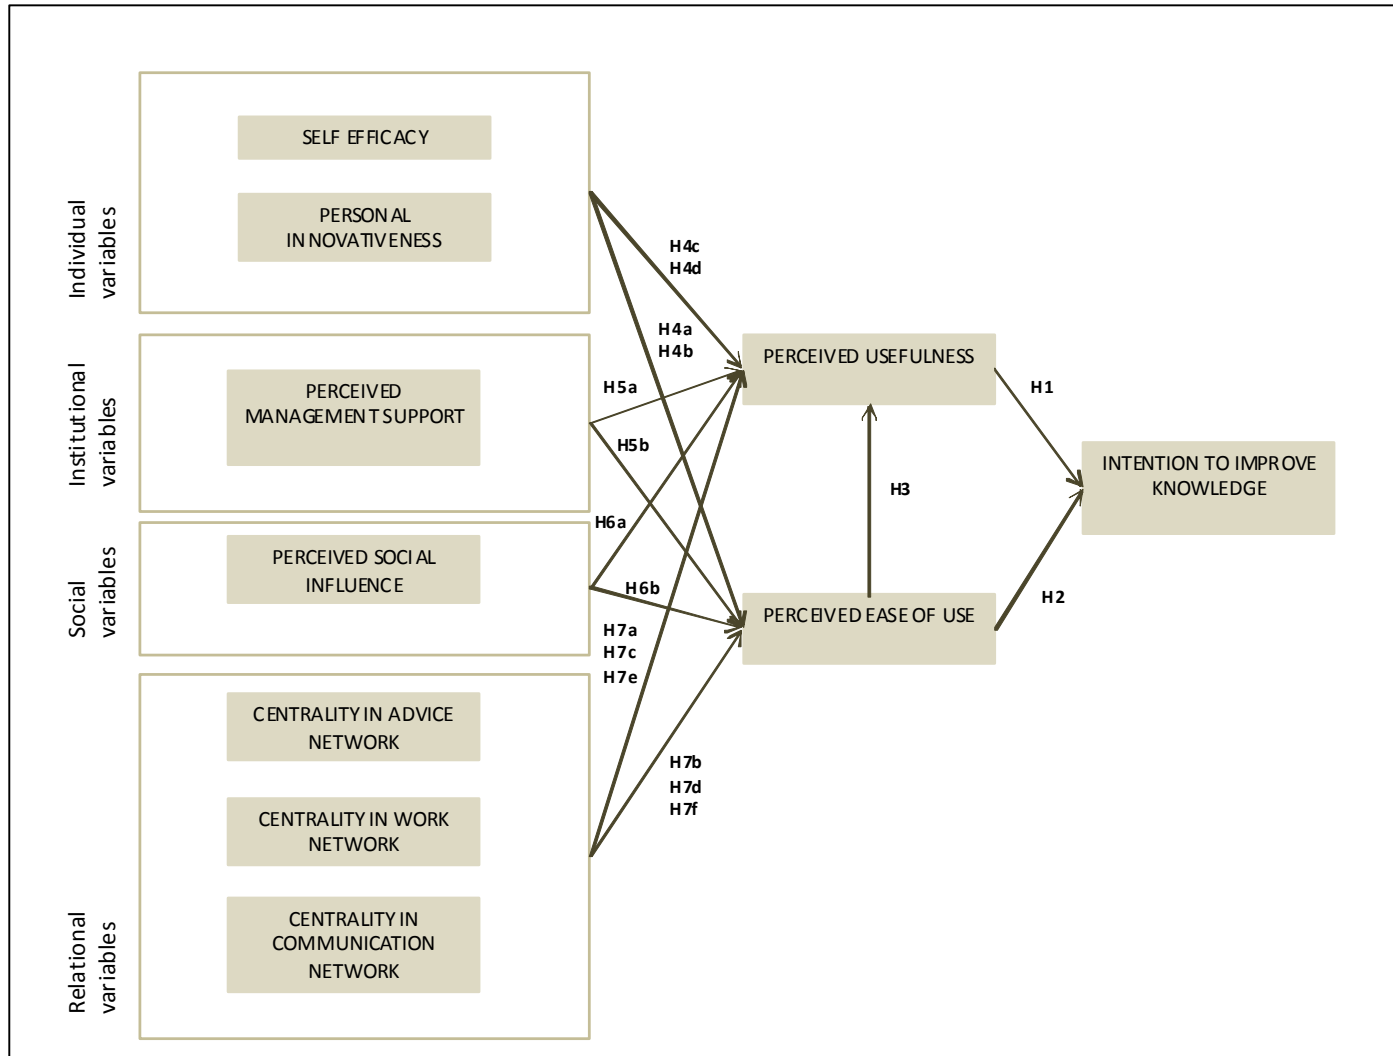 Individual
variables
SELF EFFICACY
PERSONAL
INNOVATIVENESS
Institutional
variables
PERCEIVED
MANAGEMENT SUPPORT
Social
variables
PERCEIVED SOCIAL
INFLUENCE
Relational
variables
CENTRALITY IN ADVICE
NETWORK
CENTRALITY IN WORK
NETWORK
CENTRALITY IN
COMMUNICATION
NETWORK
H4c
H4d
H4a
H4b
H5a
H5b
H6a
H6b
H7a
H7c
H7e
H7b
H7d
H7f
PERCEIVED USEFULNESS
H3
PERCEIVED EASE OF USE
H1
H2
INTENTION TO IMPROVE
KNOWLEDGE